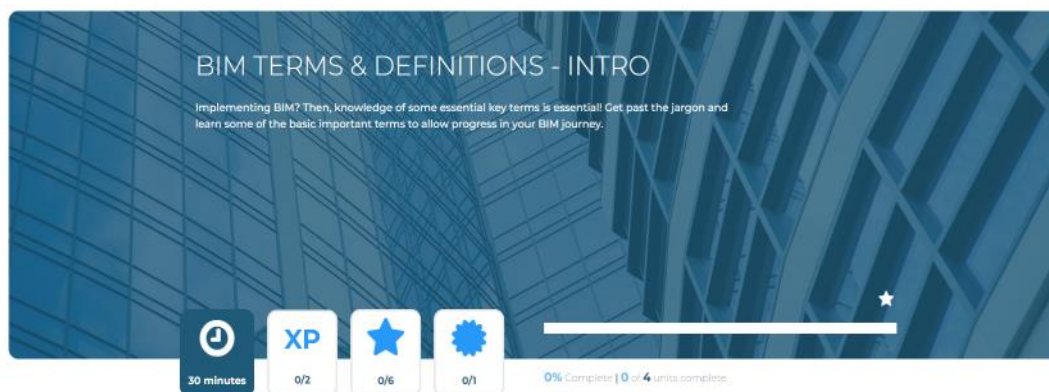 BIM TERMS & DEFINITIONS - INTRO
Implementing BIM? Then, knowledge of some essential key terms is essential! Get past the jargon and
learn some of the basic important terms to allow progress in your BIM journey.
XP
30 minutes
0/2
0/6
0/1
0% Complete | 0 of 4 units complete